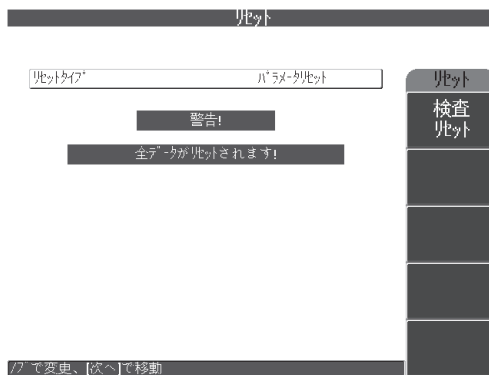 リセット
リセットタイプ パラメータリセット
警告!
全データがリセットされます!
リセット
検査
リセット
ノブで変更、[次へ]で移動